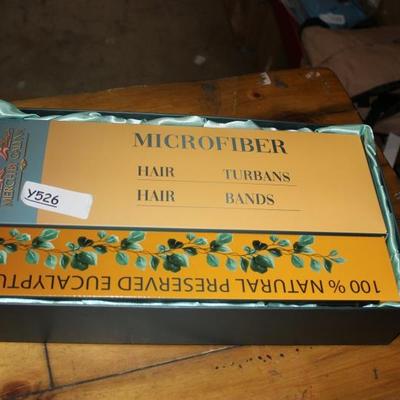 MICROFIBER
HAIR TURBANS
HAIR BANDS
Y526
100% NATURAL PRESERVED EUCALYPTU